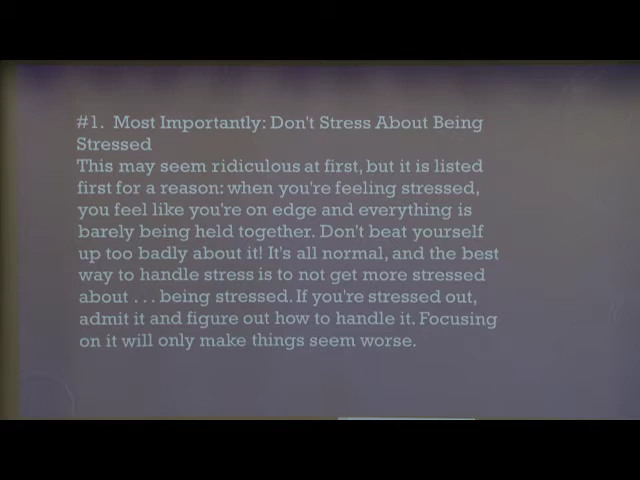 #1. Most Importantly: Don't Stress About Being
Stressed
This may seem ridiculous at first, but it is listed
first for a reason: when you're feeling stressed,
you feel like you're on edge and everything is
barely being held together. Don't beat yourself
up too badly about it! It's all normal, and the best
way to handle stress is to not get more stressed
about . . . being stressed. If you're stressed out,
admit it and figure out how to handle it. Focusing
on it will only make things seem worse.